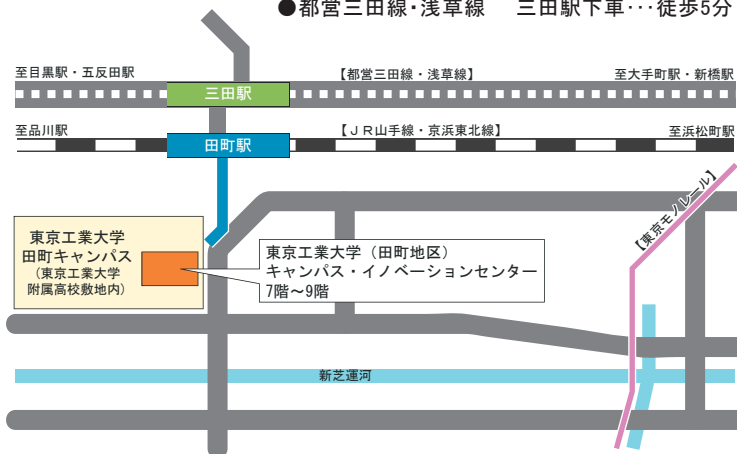 ●都営三田線・浅草線　三田駅下車…徒歩5分
至目黒駅・五反田駅
【都営三田線・浅草線】
至大手町駅・新橋駅
三田駅
至品川駅
【JR山手線・京浜東北線】
至浜松町駅
田町駅
【東京モノレール】
東京工業大学
田町キャンパス
（東京工業大学
附属高校敷地内）
東京工業大学（田町地区）
キャンパス・イノベーションセンター
7階～9階
新芝運河